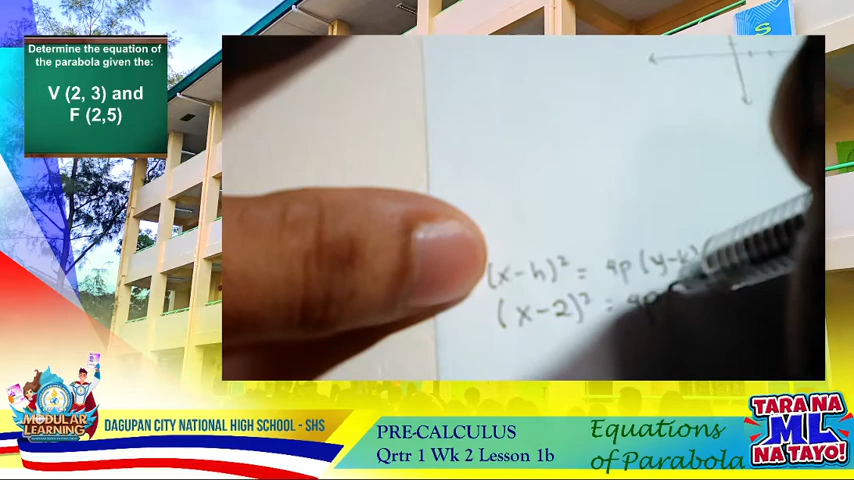 Determine the equation of
the parabola given the:
V (2, 3) and
F (2,5)
(x-h)² = 4p(y-k)
(x-2)² = 4p
MODULAR
LEARNING
DAGUPAN CITY NATIONAL HIGH SCHOOL - SHS
PRE-CALCULUS
Qrtr 1 Wk 2 Lesson 1b
Equations
of Parabola
TARA NA
ML
NA TAYO!